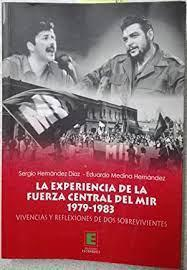 Sergio Hernández Díaz - Eduardo Medina Hernández
LA EXPERIENCIA DE LA
FUERZA CENTRAL DEL MIR
1979-1983
VIVENCIAS Y REFLEXIONES DE DOS SOBREVIVIENTES
E